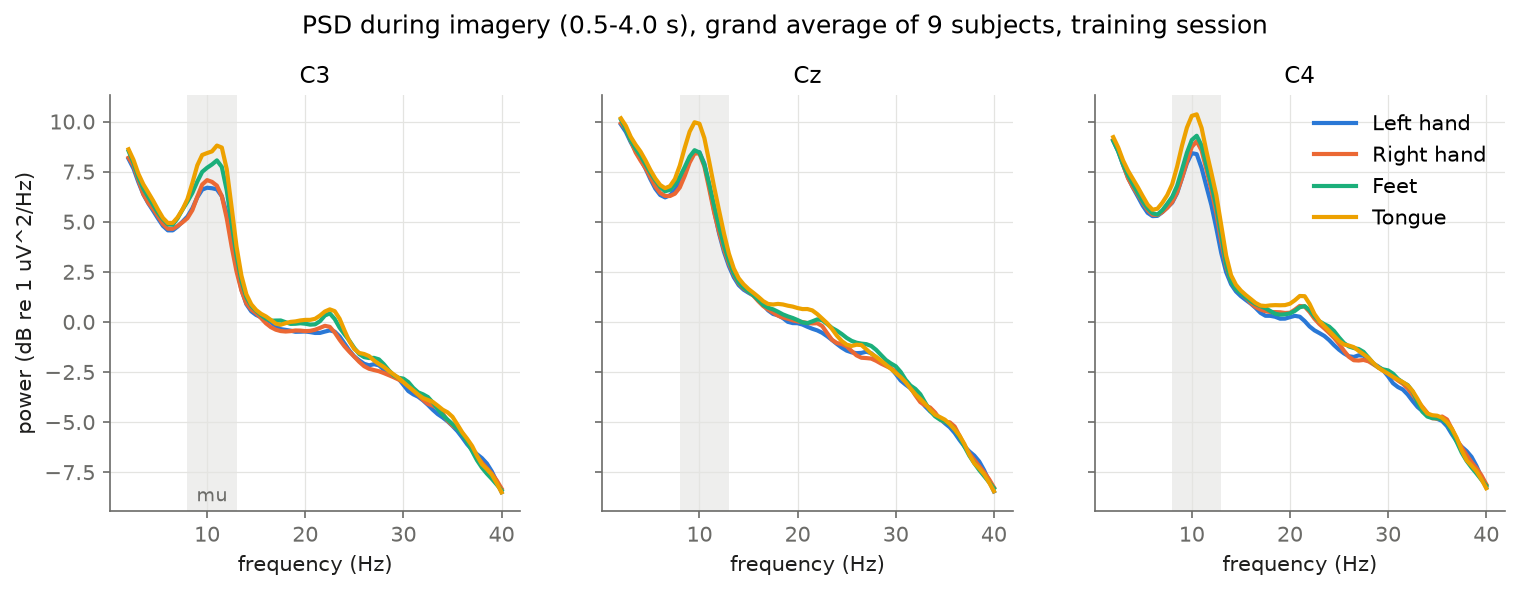 PSD during imagery (0.5-4.0 s), grand average of 9 subjects, training session
C3
Cz
C4
power (dB re 1 uV^2/Hz)
10.0
7.5
5.0
2.5
0.0
−2.5
−5.0
−7.5
mu
Left hand
Right hand
Feet
Tongue
10 20 30 40
10 20 30 40
10 20 30 40
frequency (Hz)
frequency (Hz)
frequency (Hz)